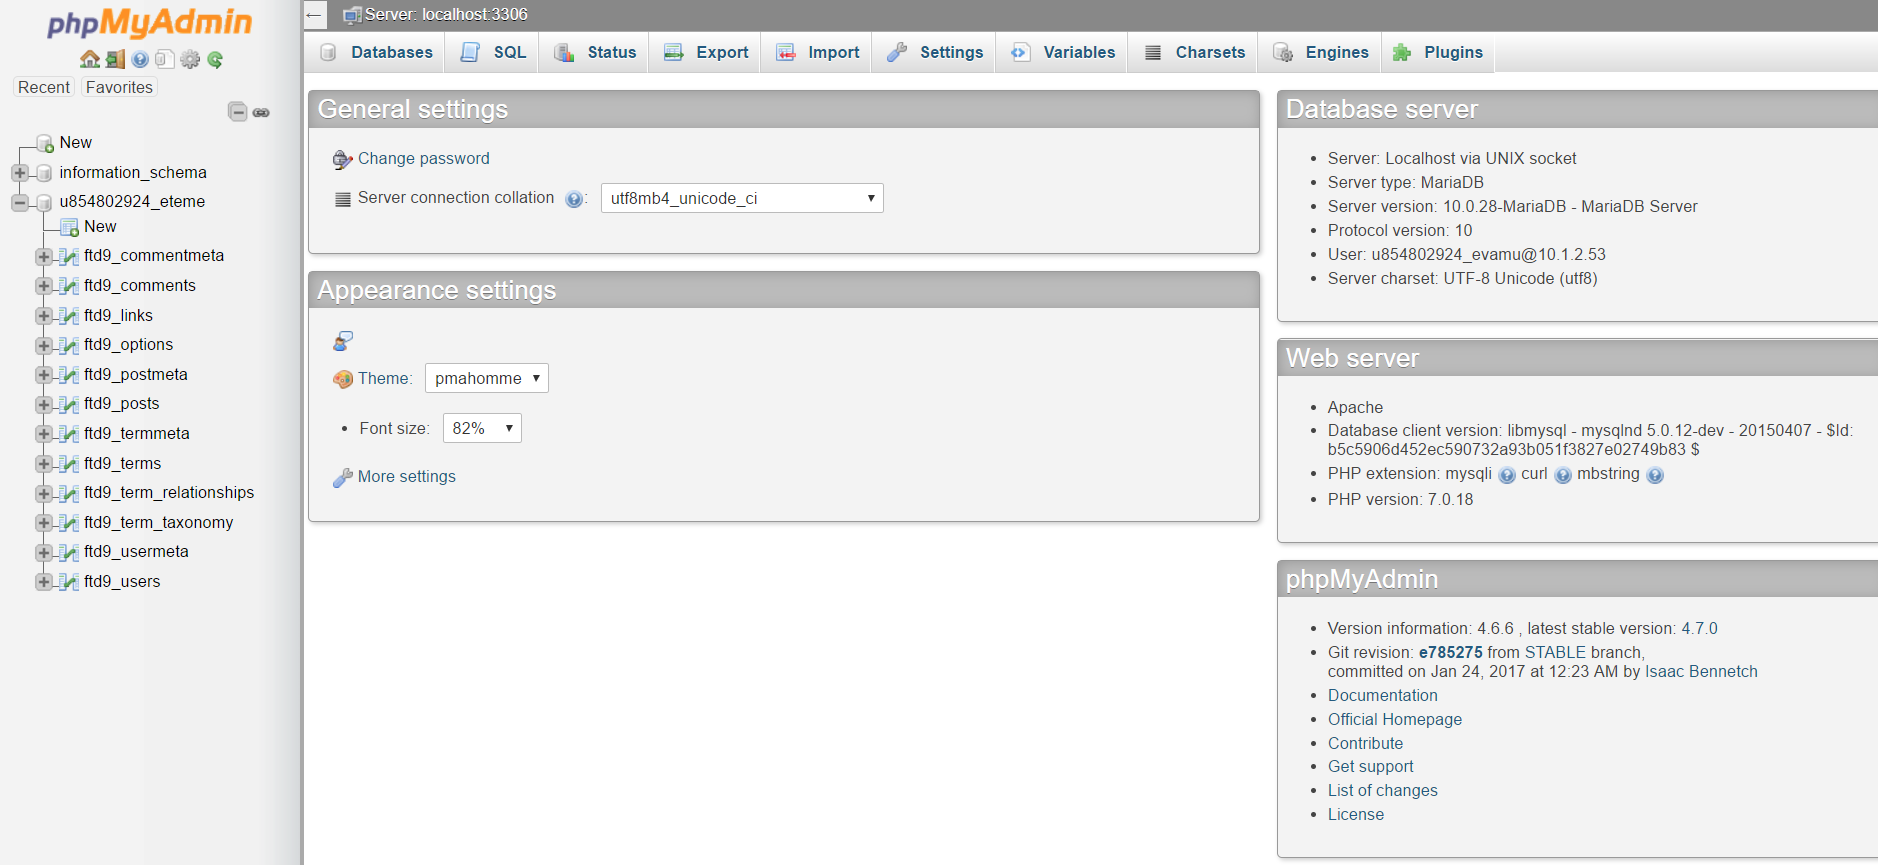 phpMyAdmin
Recent Favorites
New
information_schema
u854802924_eteme
New
ftd9_commentmeta
ftd9_comments
ftd9_links
ftd9_options
ftd9_postmeta
ftd9_posts
ftd9_termmeta
ftd9_terms
ftd9_term_relationships
ftd9_term_taxonomy
ftd9_usermeta
ftd9_users
Server: localhost:3306
Databases SQL Status Export Import Settings Variables Charsets Engines Plugins
General settings
Change password
Server connection collation : utf8mb4_unicode_ci
Appearance settings
Theme: pmahomme
Font size: 82%
More settings
Database server
Server: Localhost via UNIX socket
Server type: MariaDB
Server version: 10.0.28-MariaDB - MariaDB Server
Protocol version: 10
User: u854802924_evamu@10.1.2.53
Server charset: UTF-8 Unicode (utf8)
Web server
Apache
Database client version: libmysql - mysqlnd 5.0.12-dev - 20150407 - $Id:
b5c5906d452ec590732a93b051f3827e02749b83 $
PHP extension: mysqli curl mbstring
PHP version: 7.0.18
phpMyAdmin
Version information: 4.6.6 , latest stable version: 4.7.0
Git revision: e785275 from STABLE branch,
committed on Jan 24, 2017 at 12:23 AM by Isaac Bennetch
Documentation
Official Homepage
Contribute
Get support
List of changes
License